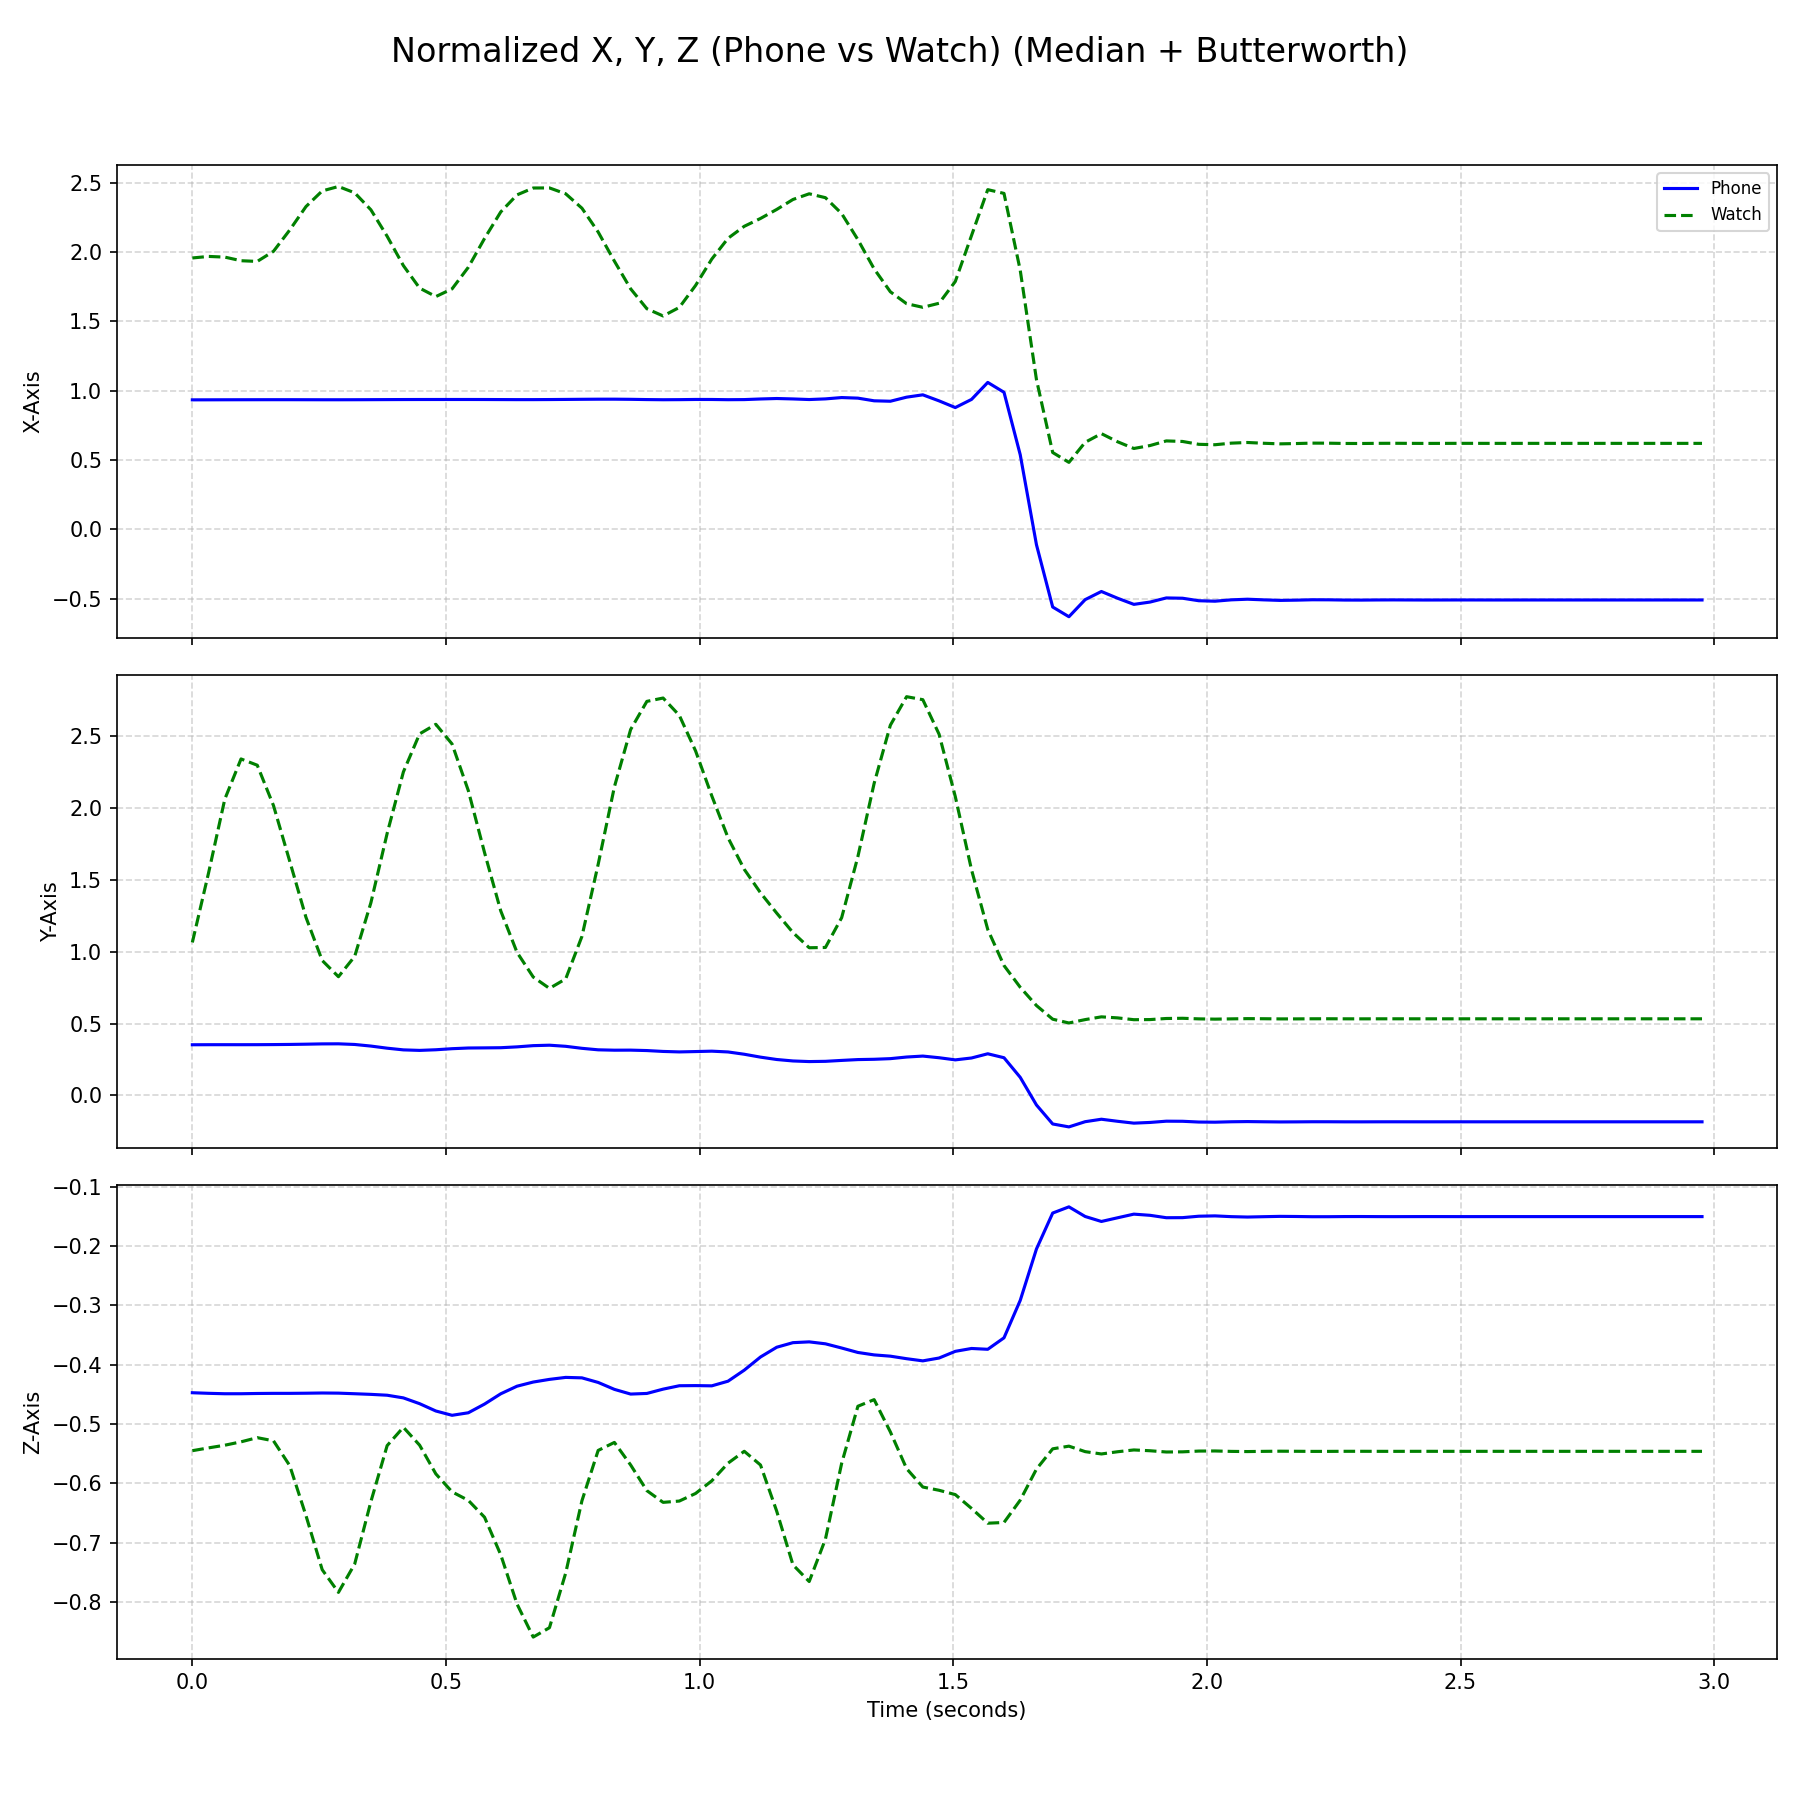 Normalized X, Y, Z (Phone vs Watch) (Median + Butterworth)
Phone
Watch
X-Axis
2.5
2.0
1.5
1.0
0.5
0.0
−0.5
Y-Axis
2.5
2.0
1.5
1.0
0.5
0.0
Z-Axis
−0.1
−0.2
−0.3
−0.4
−0.5
−0.6
−0.7
−0.8
0.0 0.5 1.0 1.5 2.0 2.5 3.0
Time (seconds)